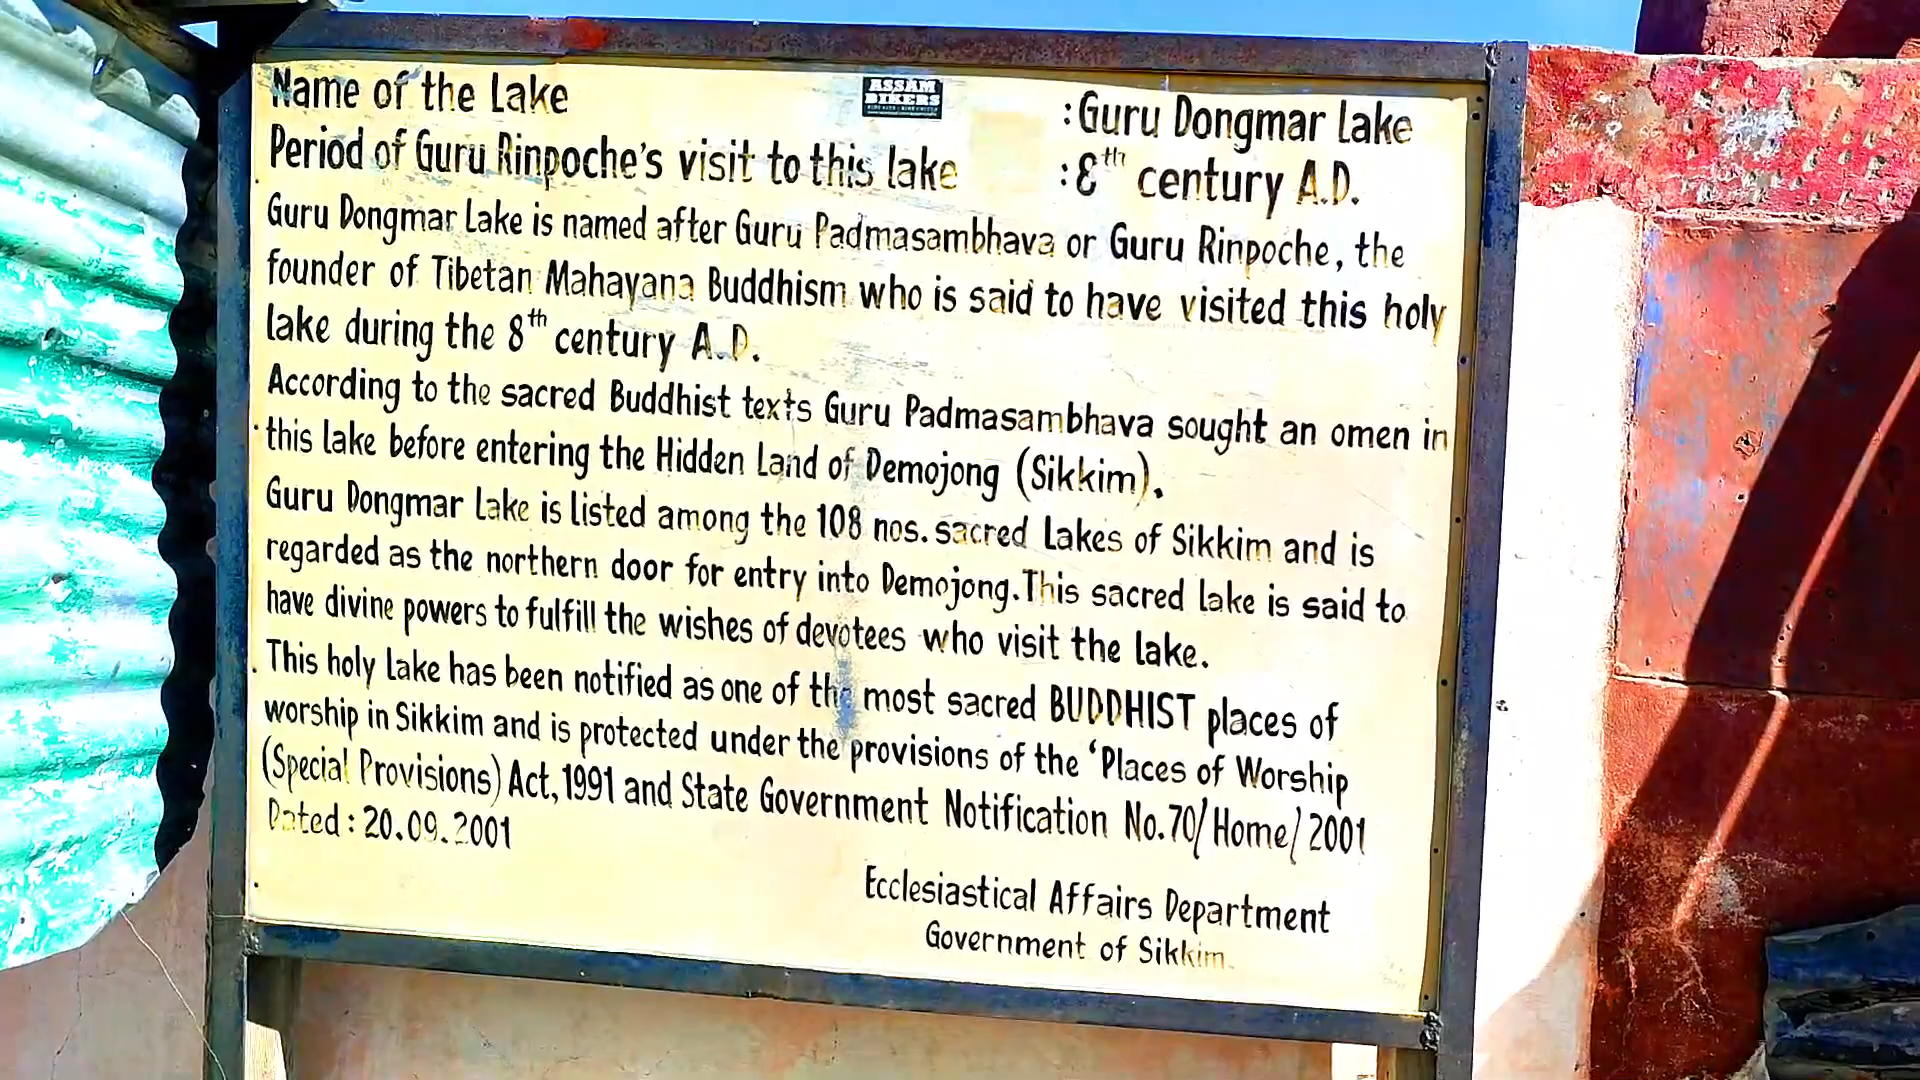 Name of the Lake :Guru Dongmar Lake
ASSAM
BIKERS
Period of Guru Rinpoche's visit to this lake :8th century A.D.
Guru Dongmar Lake is named after Guru Padmasambhava or Guru Rinpoche, the
founder of Tibetan Mahayana Buddhism who is said to have visited this holy
lake during the 8th century A.D.
According to the sacred Buddhist texts Guru Padmasambhava sought an omen in
this lake before entering the Hidden Land of Demojong (Sikkim).
Guru Dongmar Lake is listed among the 108 nos. sacred Lakes of Sikkim and is
regarded as the northern door for entry into Demojong. This sacred lake is said to
have divine powers to fulfill the wishes of devotees who visit the lake.
This holy Lake has been notified as one of the most sacred BUDDHIST places of
worship in Sikkim and is protected under the provisions of the 'Places of Worship
(Special Provisions) Act, 1991 and State Government Notification No.70/Home/2001
Dated : 20.09.2001
Ecclesiastical Affairs Department
Government of Sikkim.